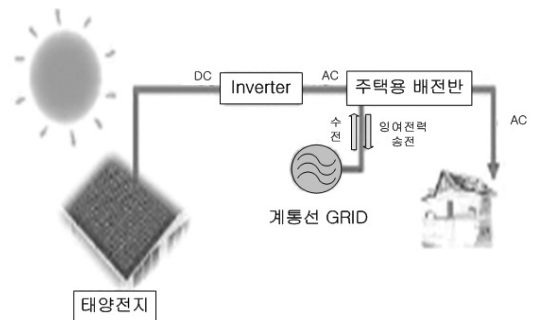 DC
Inverter
AC
주택용 배전반
AC
수
전
잉여전력
송전
계통선 GRID
태양전지